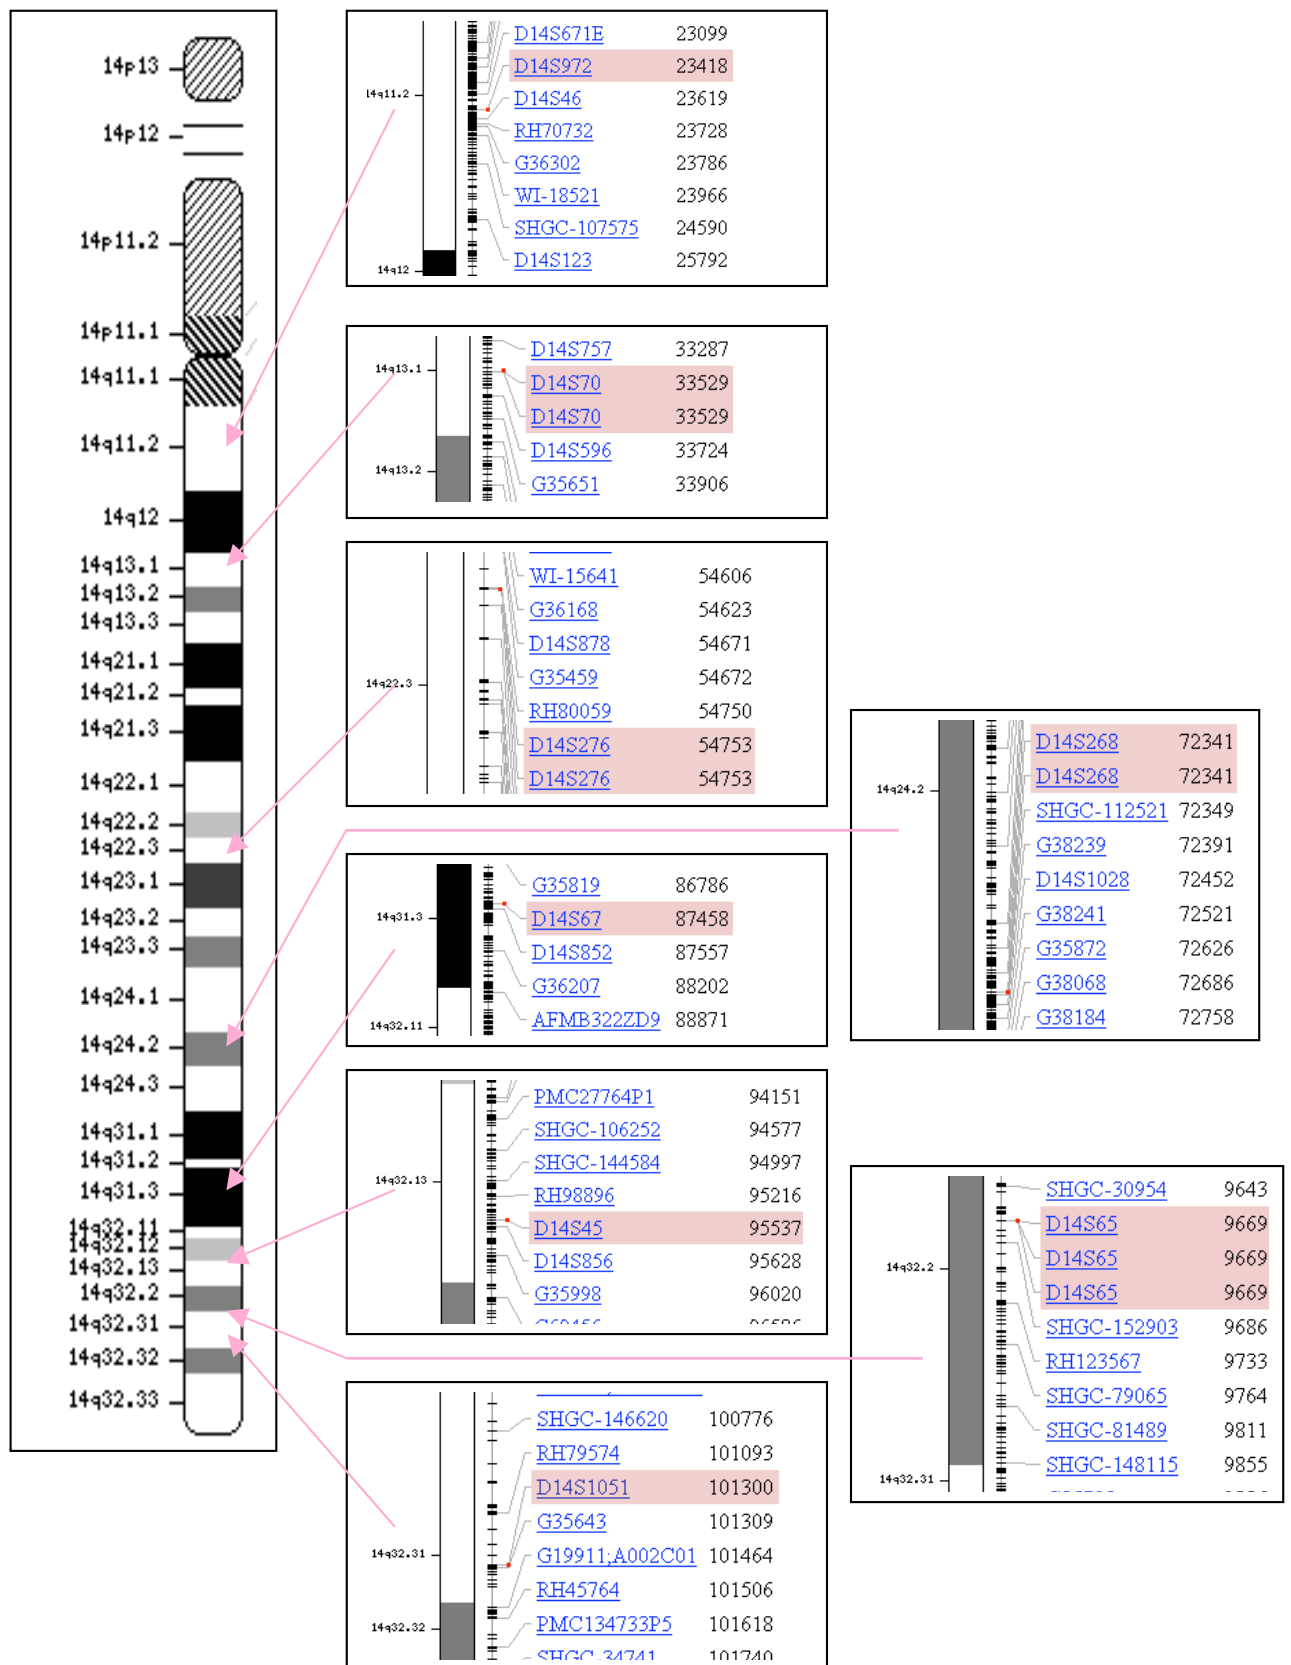 14p13
14p12
14p11.2
14p11.1
14q11.1
14q11.2
14q12
14q13.1
14q13.2
14q13.3
14q21.1
14q21.2
14q21.3
14q22.1
14q22.2
14q22.3
14q23.1
14q23.2
14q23.3
14q24.1
14q24.2
14q24.3
14q31.1
14q31.2
14q31.3
14q32.11
14q32.12
14q32.13
14q32.2
14q32.31
14q32.32
14q32.33
14q11.2
14q12
D14S671E 23099
D14S972 23418
D14S46 23619
RH70732 23728
G36302 23786
WI-18521 23966
SHGC-107575 24590
D14S123 25792
14q13.1
14q13.2
D14S757 33287
D14S70 33529
D14S70 33529
D14S596 33724
G35651 33906
14q22.3
WI-15641 54606
G36168 54623
D14S878 54671
G35459 54672
RH80059 54750
D14S276 54753
D14S276 54753
14q24.2
D14S268 72341
D14S268 72341
SHGC-112521 72349
G38239 72391
D14S1028 72452
G38241 72521
G35872 72626
G38068 72686
G38184 72758
14q31.3
14q32.11
G35819 86786
D14S67 87458
D14S852 87557
G36207 88202
AFMB322ZD9 88871
14q32.13
PMC27764P1 94151
SHGC-106252 94577
SHGC-144584 94997
RH98896 95216
D14S45 95537
D14S856 95628
G35998 96020
14q32.2
14q32.31
SHGC-30954 9643
D14S65 9669
D14S65 9669
D14S65 9669
SHGC-152903 9686
RH123567 9733
SHGC-79065 9764
SHGC-81489 9811
SHGC-148115 9855
14q32.31
14q32.32
SHGC-146620 100776
RH79574 101093
D14S1051 101300
G35643 101309
G19911;A002C01 101464
RH45764 101506
PMC134733P5 101618
SHGC-34741 101740